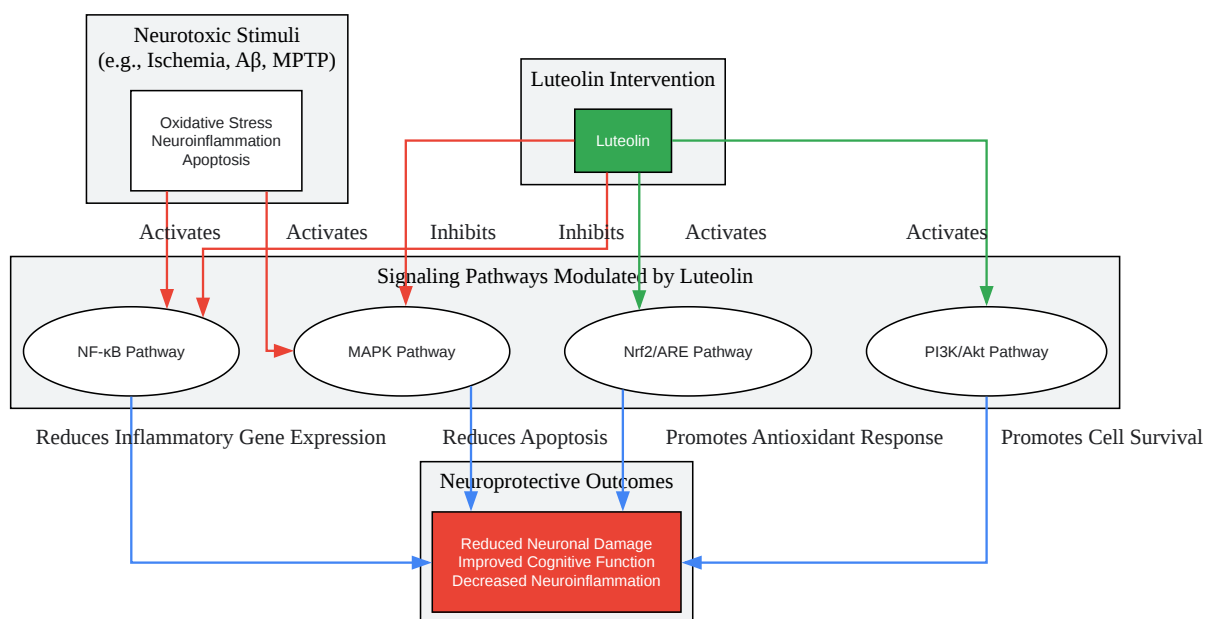 Neurotoxic Stimuli
(e.g., Ischemia, Aβ, MPTP)
Oxidative Stress
Neuroinflammation
Apoptosis
Luteolin Intervention
Luteolin
Activates
Activates
Inhibits
Inhibits
Activates
Activates
Signaling Pathways Modulated by Luteolin
NF-κB Pathway
MAPK Pathway
Nrf2/ARE Pathway
PI3K/Akt Pathway
Reduces Inflammatory Gene Expression
Reduces Apoptosis
Promotes Antioxidant Response
Promotes Cell Survival
Neuroprotective Outcomes
Reduced Neuronal Damage
Improved Cognitive Function
Decreased Neuroinflammation